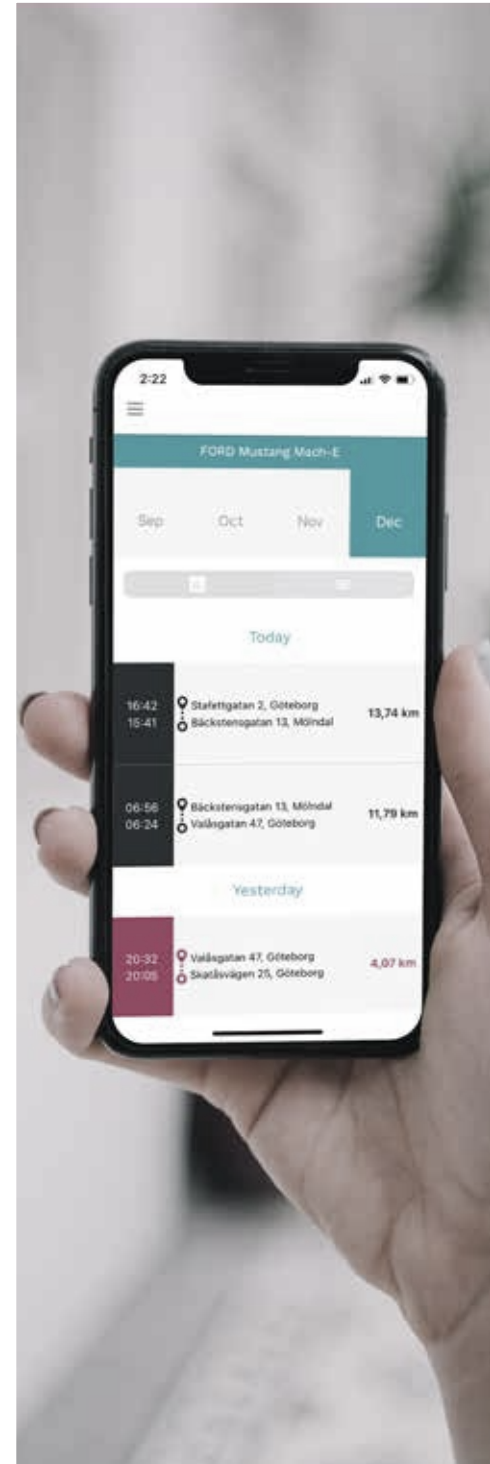 2:22
FORD Mustang Mach-E
Sep Oct Nov Dec
Today
16:42 Stafettgatan 2, Göteborg 13,74 km
15:41 Bäckstensgatan 13, Mölndal
06:56 Bäckstensgatan 13, Mölndal 11,79 km
06:24 Valåsgatan 47, Göteborg
Yesterday
20:32 Valåsgatan 47, Göteborg 4,07 km
20:05 Skatåsvägen 25, Göteborg